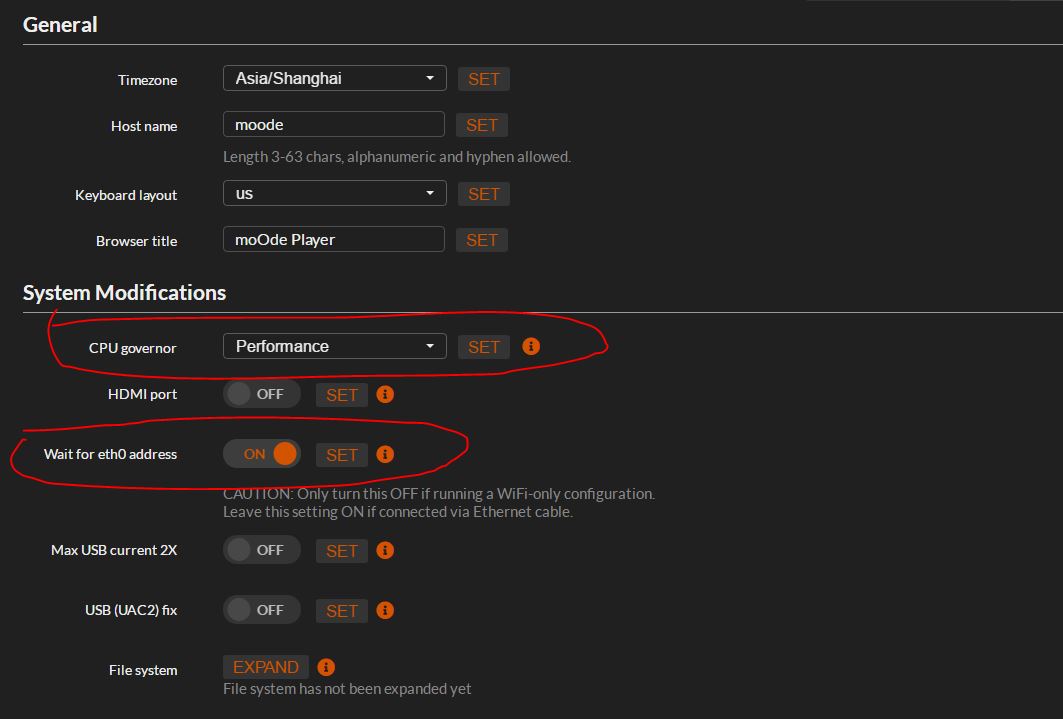 General
Timezone Asia/Shanghai SET
Host name moode SET
Length 3-63 chars, alphanumeric and hyphen allowed.
Keyboard layout us SET
Browser title moOde Player SET
System Modifications
CPU governor Performance SET i
HDMI port OFF SET i
Wait for eth0 address ON SET i
CAUTION: Only turn this OFF if running a WiFi-only configuration.
Leave this setting ON if connected via Ethernet cable.
Max USB current 2X OFF SET i
USB (UAC2) fix OFF SET i
File system EXPAND i
File system has not been expanded yet